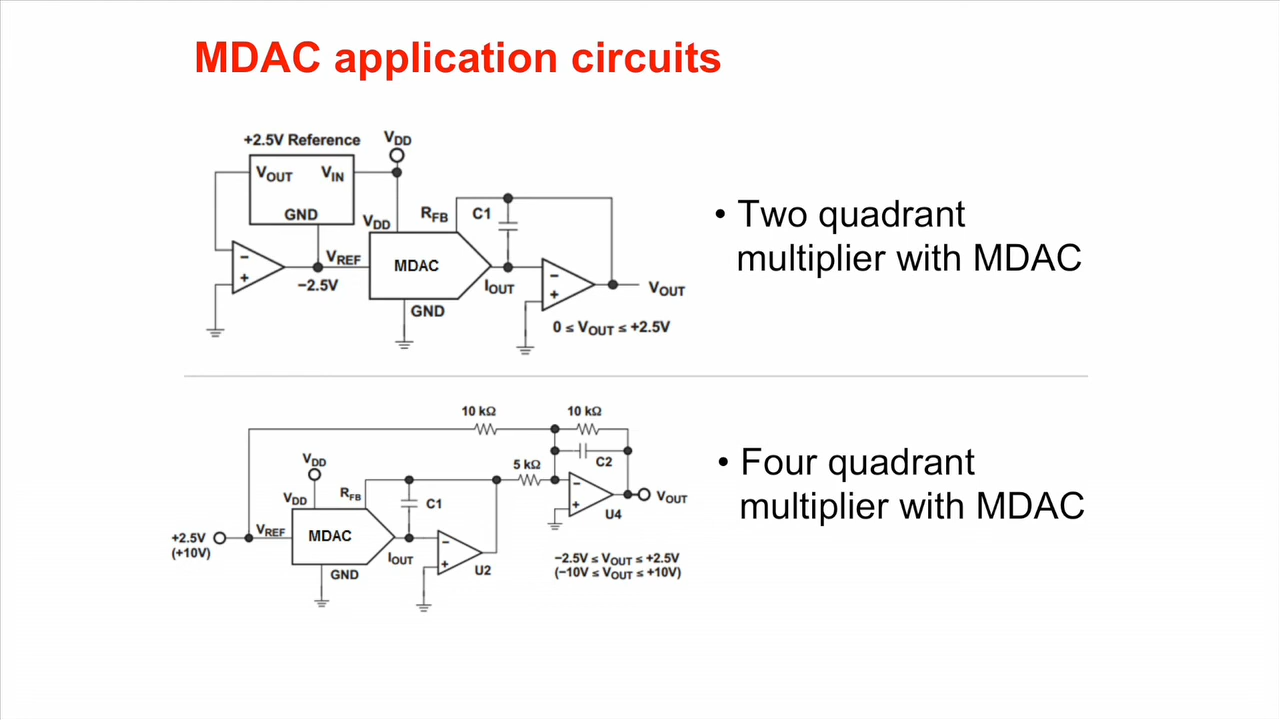 MDAC application circuits
+2.5V Reference
VDD
VOUT VIN
GND
VDD
RFB
C1
VREF
MDAC
−2.5V
IOUT
VOUT
GND
0 ≤ VOUT ≤ +2.5V
• Two quadrant
multiplier with MDAC
10 kΩ
10 kΩ
VDD
5 kΩ
C2
VDD
RFB
C1
VOUT
U4
+2.5V
(+10V)
VREF
MDAC
IOUT
GND
U2
−2.5V ≤ VOUT ≤ +2.5V
(−10V ≤ VOUT ≤ +10V)
• Four quadrant
multiplier with MDAC